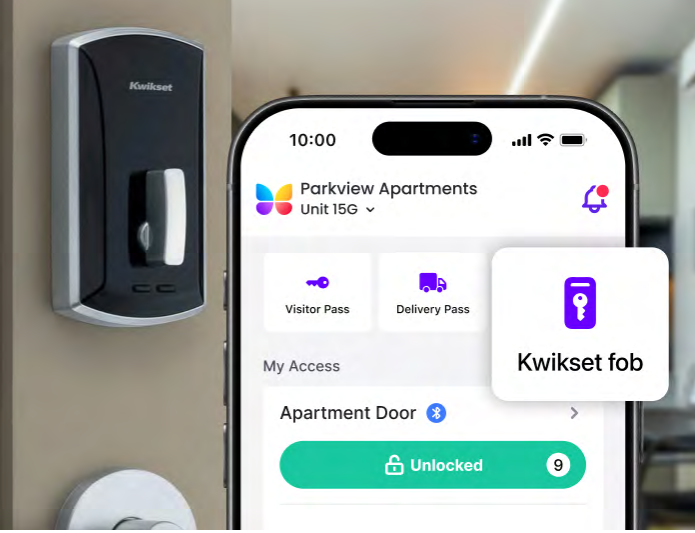 Kwikset
10:00
Parkview Apartments
Unit 15G
Visitor Pass
Delivery Pass
Kwikset fob
My Access
Apartment Door
Unlocked 9